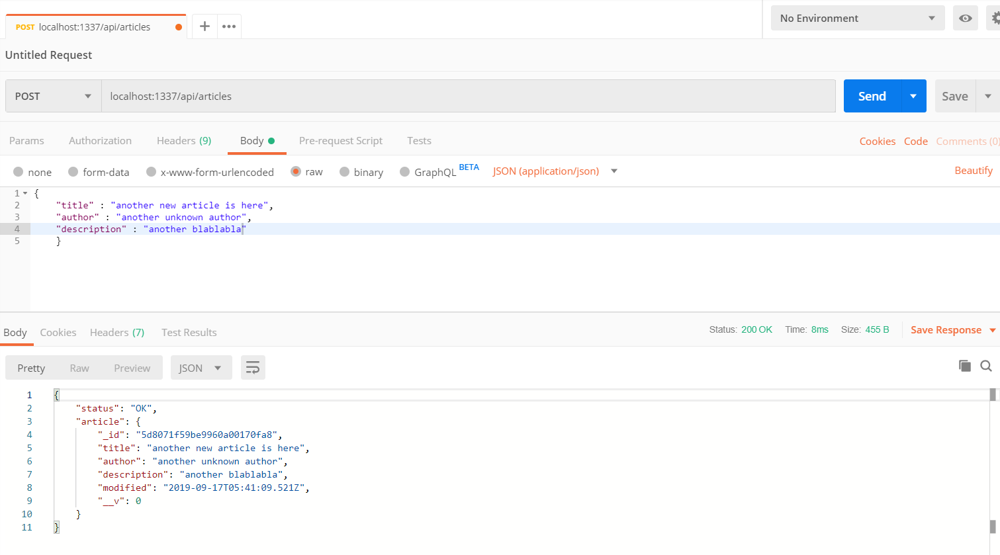 POST localhost:1337/api/articles
No Environment
Untitled Request
POST localhost:1337/api/articles Send Save
Params Authorization Headers (9) Body Pre-request Script Tests Cookies Code Comments (0)
none form-data x-www-form-urlencoded raw binary GraphQL BETA JSON (application/json) Beautify
1 {
2 "title" : "another new article is here",
3 "author" : "another unknown author",
4 "description" : "another blablabla"
5 }
Body Cookies Headers (7) Test Results Status: 200 OK Time: 8ms Size: 455 B Save Response
Pretty Raw Preview JSON
1 {
2 "status": "OK",
3 "article": {
4 "_id": "5d8071f59be9960a00170fa8",
5 "title": "another new article is here",
6 "author": "another unknown author",
7 "description": "another blablabla",
8 "modified": "2019-09-17T05:41:09.521Z",
9 "__v": 0
10 }
11 }